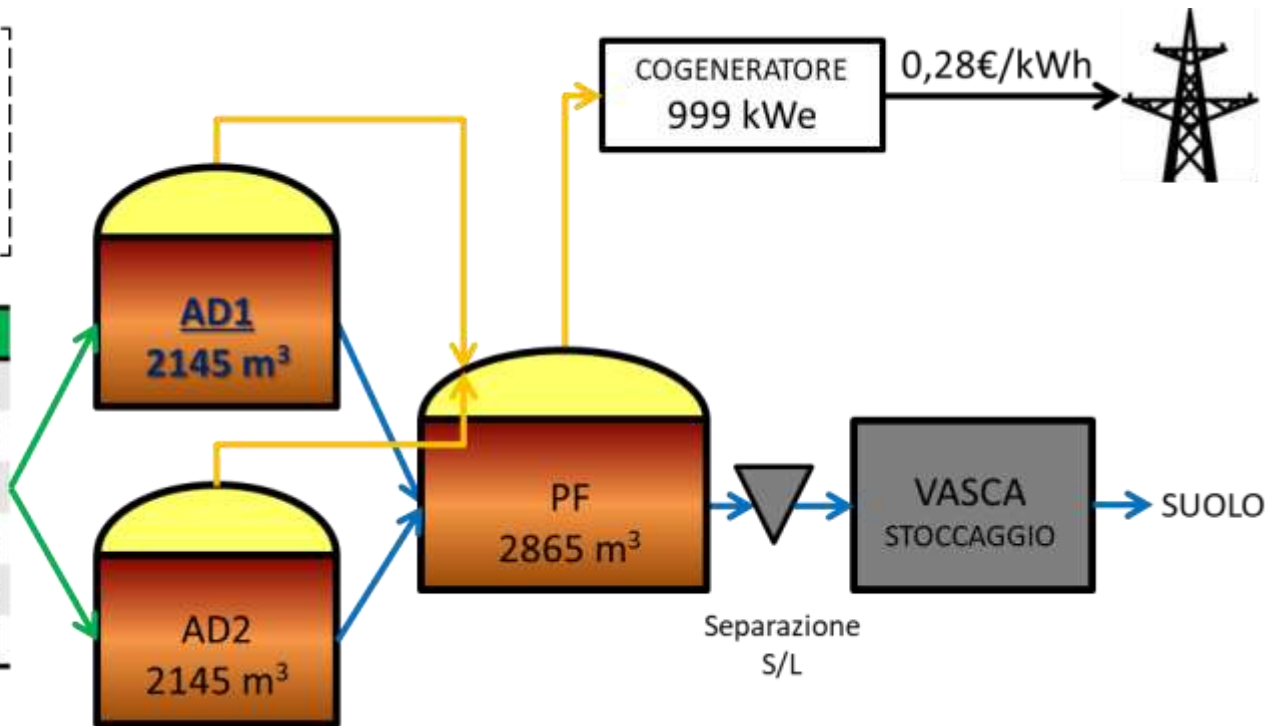 COGENERATORE
999 kWe
0,28€/kWh
AD1
2145 m³
PF
2865 m³
VASCA
STOCCAGGIO
SUOLO
AD2
2145 m³
Separazione
S/L